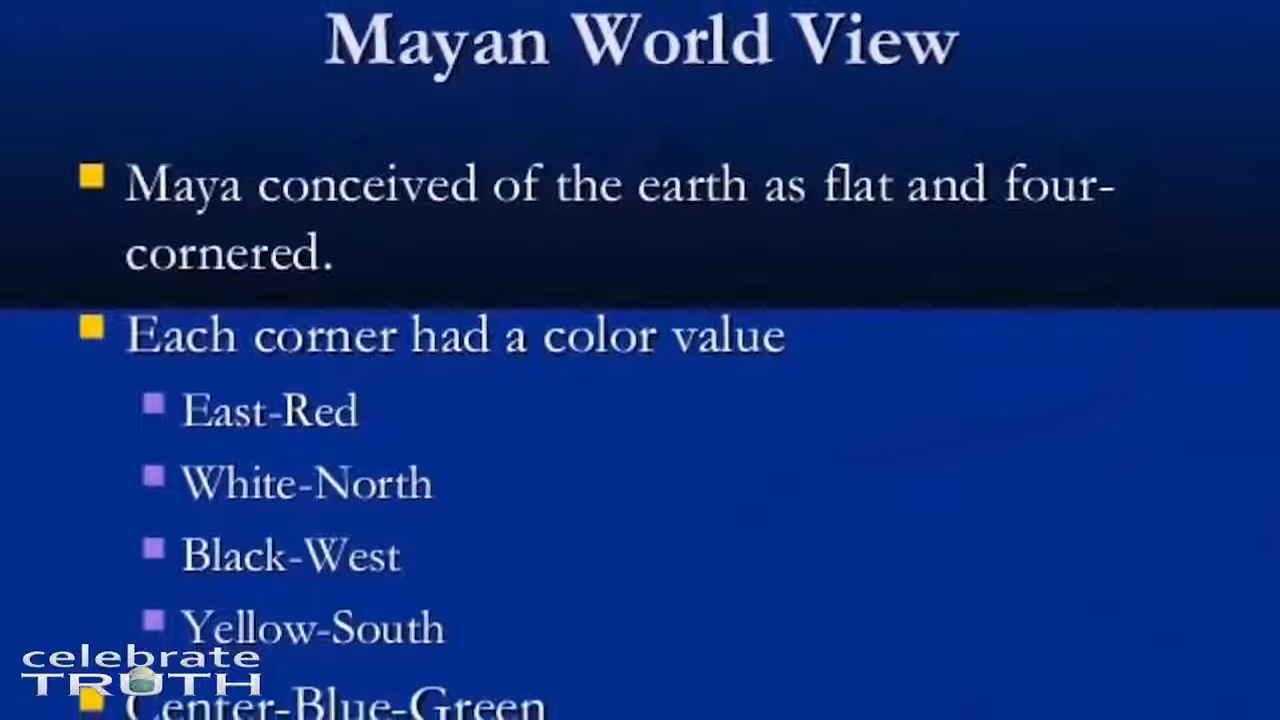 Mayan World View
Maya conceived of the earth as flat and four-
cornered.
Each corner had a color value
East-Red
White-North
Black-West
Yellow-South
celebrate
TRUTH
Center-Blue-Green